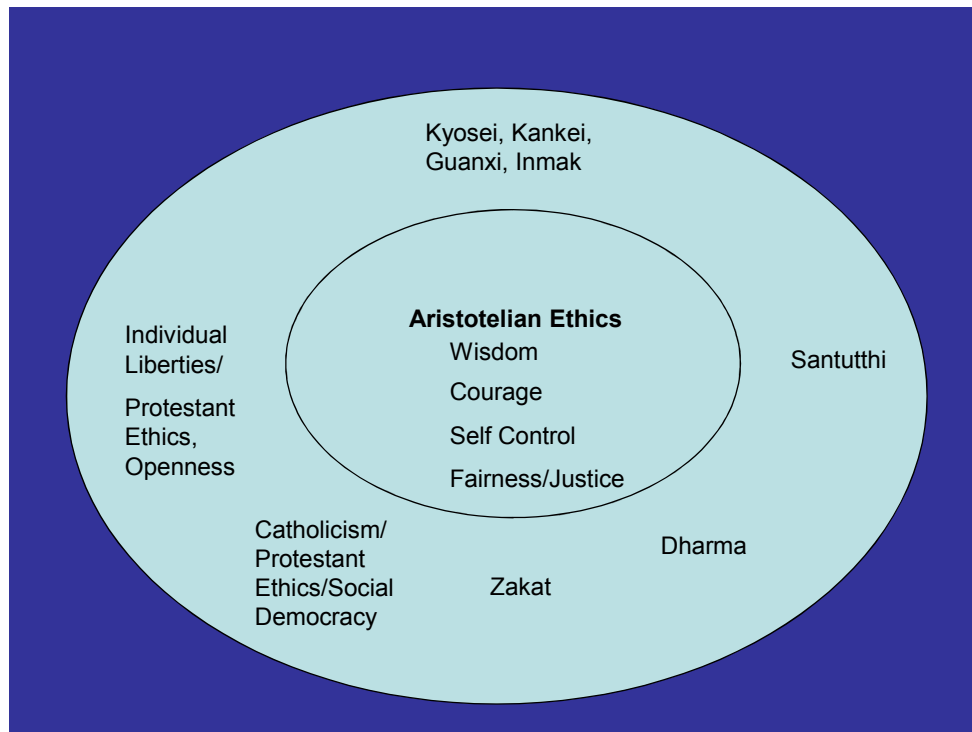 Kyosei, Kankei,
Guanxi, Inmak
Aristotelian Ethics
Wisdom
Courage
Self Control
Fairness/Justice
Individual
Liberties/
Protestant
Ethics,
Openness
Santutthi
Catholicism/
Protestant
Ethics/Social
Democracy
Zakat
Dharma